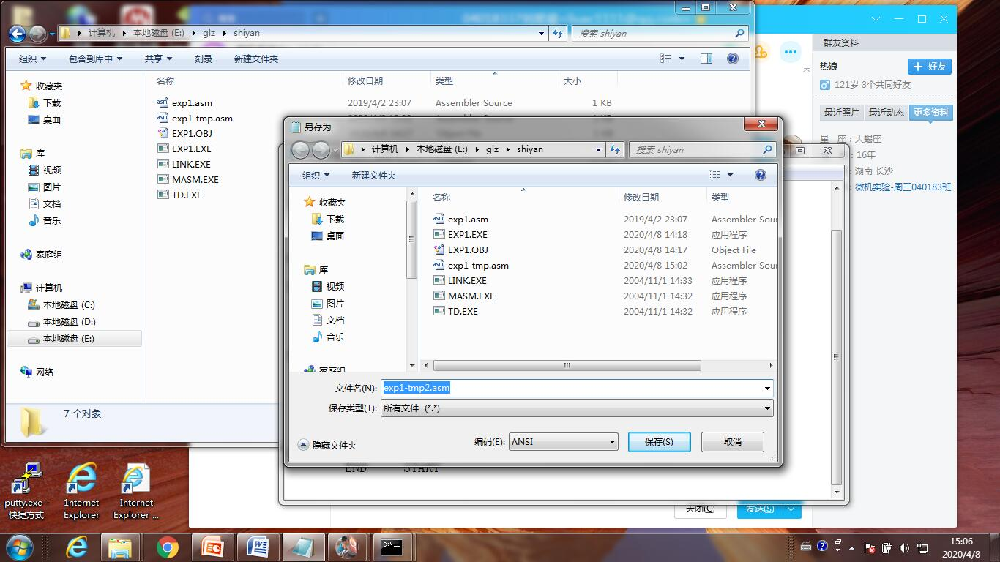 计算机 本地磁盘 (E:) glz shiyan
搜索 shiyan
组织 包含到库中 共享 刻录 新建文件夹
收藏夹
下载
桌面
库
视频
图片
文档
音乐
家庭组
计算机
本地磁盘 (C:)
本地磁盘 (D:)
本地磁盘 (E:)
网络
名称 修改日期 类型 大小
exp1.asm 2019/4/2 23:07 Assembler Source 1 KB
exp1-tmp.asm
EXP1.OBJ
EXP1.EXE
LINK.EXE
MASM.EXE
TD.EXE
7 个对象
另存为
计算机 本地磁盘 (E:) glz shiyan
搜索 shiyan
组织 新建文件夹
收藏夹
下载
桌面
库
视频
图片
文档
音乐
家庭组
名称 修改日期 类型
exp1.asm 2019/4/2 23:07 Assembler Sour
EXP1.EXE 2020/4/8 14:18 应用程序
EXP1.OBJ 2020/4/8 14:17 Object File
exp1-tmp.asm 2020/4/8 15:02 Assembler Sour
LINK.EXE 2004/11/1 14:33 应用程序
MASM.EXE 2004/11/1 14:32 应用程序
TD.EXE 2004/11/1 14:32 应用程序
文件名(N): exp1-tmp2.asm
保存类型(T): 所有文件 (*.*)
隐藏文件夹
编码(E): ANSI
保存(S)
取消
END START
关闭(C)
发送(S)
群友资料
热浪
好友
121岁 3个共同好友
最近照片 最近动态 更多资料
星 座：天蝎座
：16年
：湖南 长沙
：微机实验-周三040183班
putty.exe - 快捷方式
1nternet Explorer
Internet Explorer ...
C:\
15:06
2020/4/8